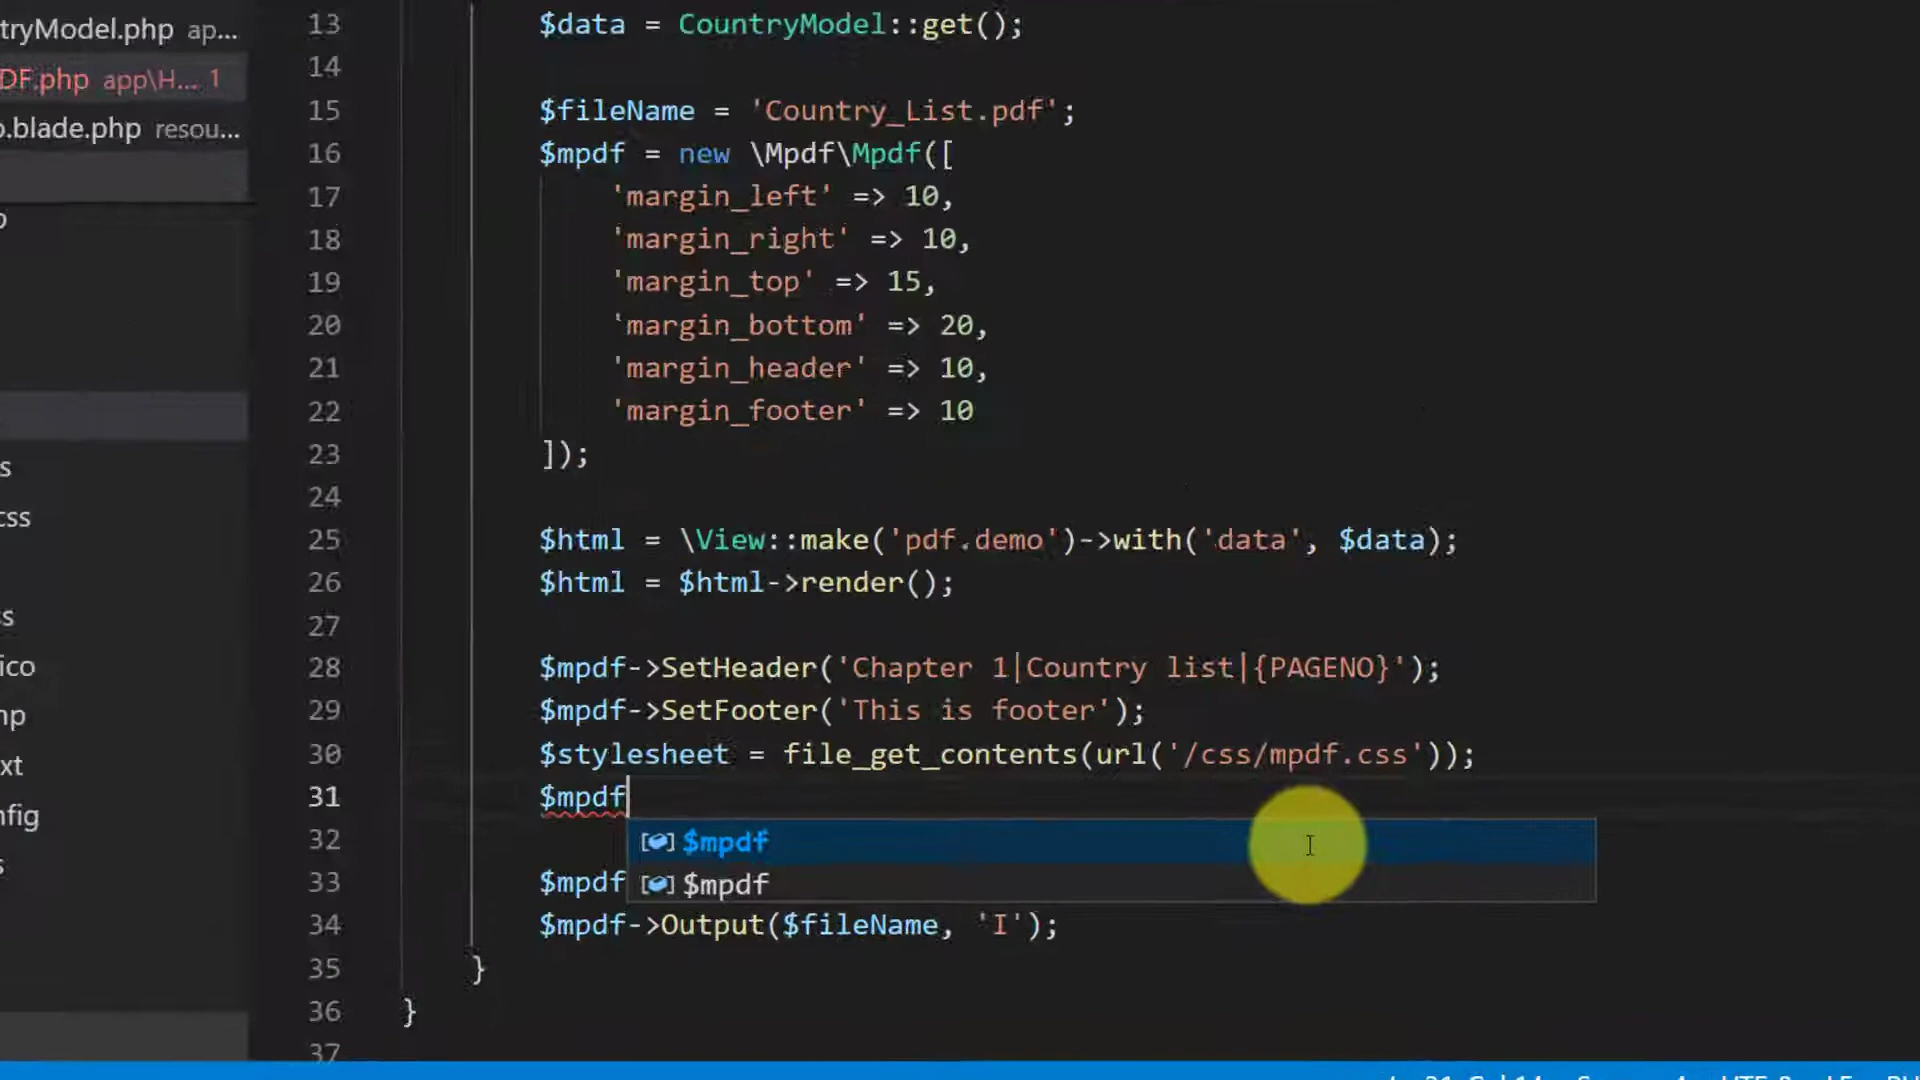 tryModel.php ap...
DF.php app\H... 1
o.blade.php resou...
s
css
ico
xt
nfig
s
13 $data = CountryModel::get();
14
15 $fileName = 'Country_List.pdf';
16 $mpdf = new \Mpdf\Mpdf([
17 'margin_left' => 10,
18 'margin_right' => 10,
19 'margin_top' => 15,
20 'margin_bottom' => 20,
21 'margin_header' => 10,
22 'margin_footer' => 10
23 ]);
24
25 $html = \View::make('pdf.demo')->with('data', $data);
26 $html = $html->render();
27
28 $mpdf->SetHeader('Chapter 1|Country list|{PAGENO}');
29 $mpdf->SetFooter('This is footer');
30 $stylesheet = file_get_contents(url('/css/mpdf.css'));
31 $mpdf
32 $mpdf
33 $mpdf $mpdf
34 $mpdf->Output($fileName, 'I');
35 }
36 }
37